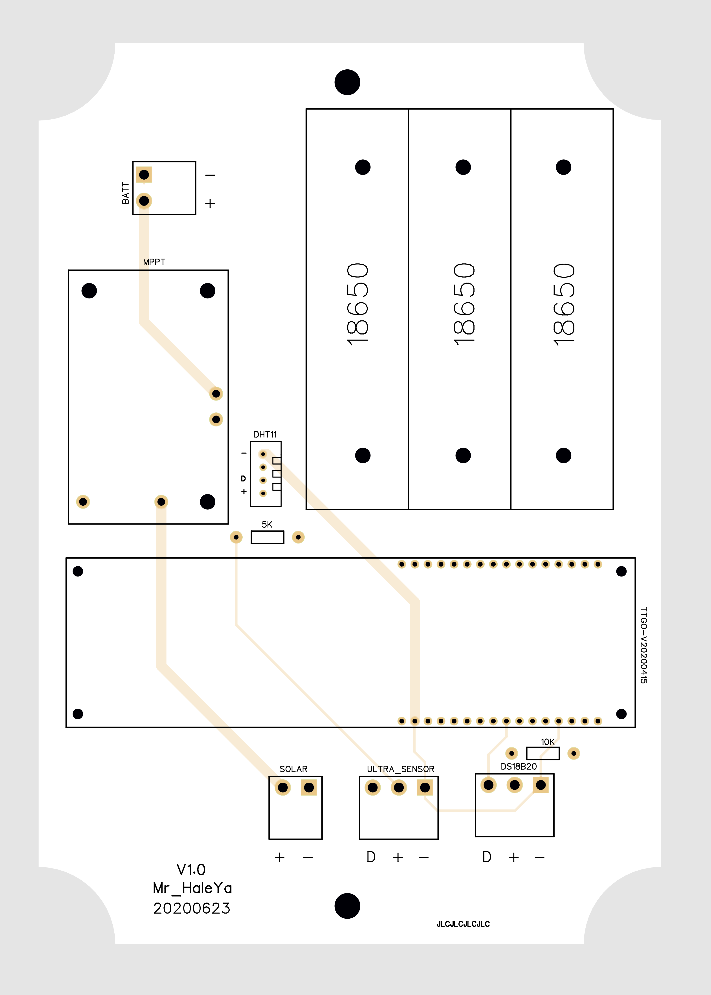 BATT
−
+
MPPT
18650
18650
18650
DHT11
−
D
+
5K
TTGO-V20200415
10K
SOLAR
ULTRA_SENSOR
DS18B20
+ −
D + −
D + −
V1.0
Mr_HaleYa
20200623
JLCJLCJLCJLC